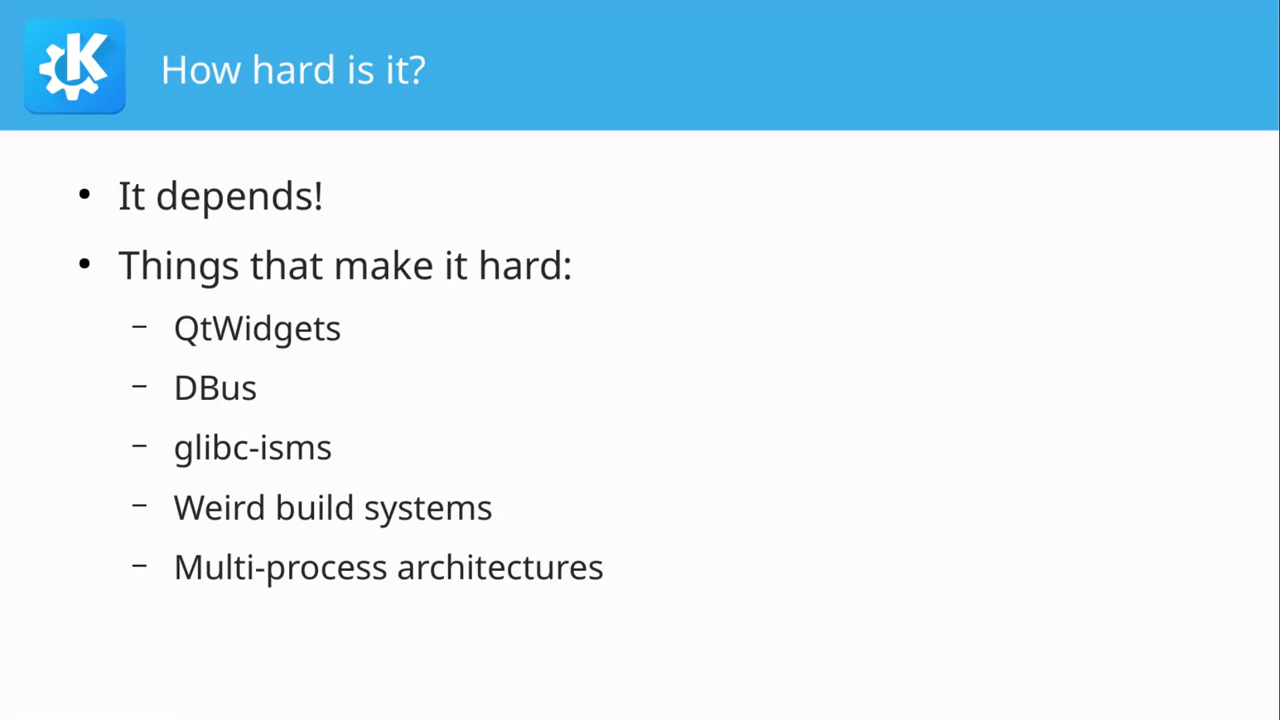 How hard is it?
• It depends!
• Things that make it hard:
– QtWidgets
– DBus
– glibc-isms
– Weird build systems
– Multi-process architectures